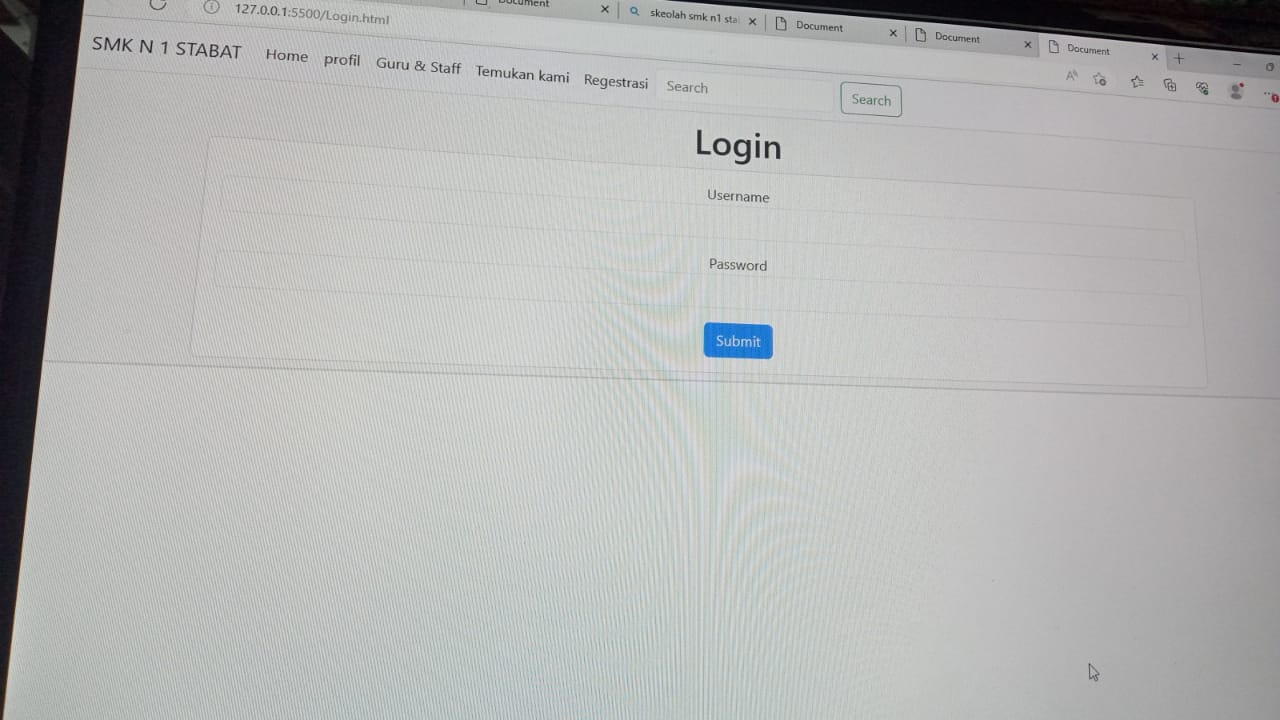 Document
skeolah smk n1 sta
Document
Document
Document
127.0.0.1:5500/Login.html
SMK N 1 STABAT Home profil Guru & Staff Temukan kami Regestrasi Search Search
Login
Username
Password
Submit